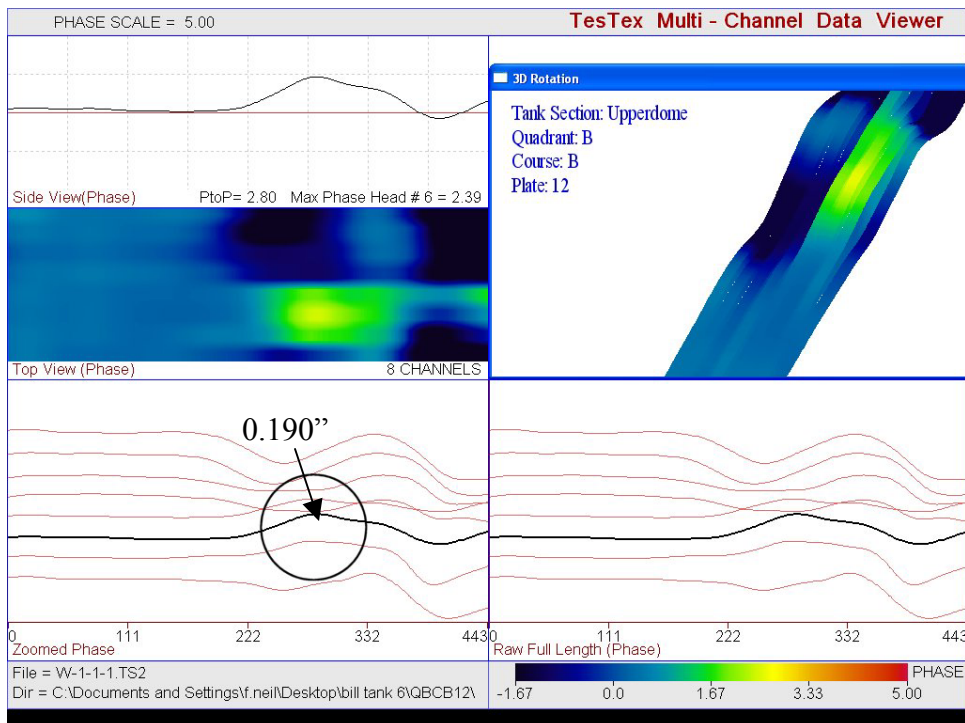 PHASE SCALE = 5.00
TesTex Multi - Channel Data Viewer
Side View(Phase) PtoP= 2.80 Max Phase Head # 6 = 2.39
3D Rotation
Tank Section: Upperdome
Quadrant: B
Course: B
Plate: 12
Top View (Phase) 8 CHANNELS
0.190”
0 111 222 332 443
Zoomed Phase
0 111 222 332 443
Raw Full Length (Phase)
File = W-1-1-1.TS2
Dir = C:\Documents and Settings\f.neil\Desktop\bill tank 6\QBCB12\
PHASE
-1.67 0.0 1.67 3.33 5.00